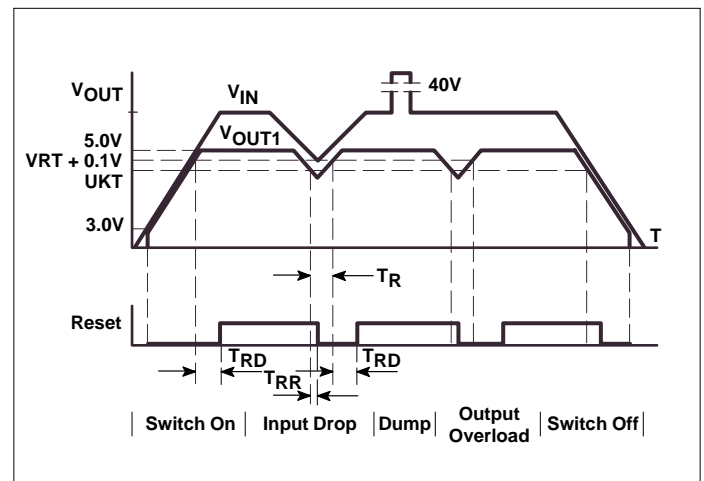 40V
VOUT
VIN
VOUT1
5.0V
VRT + 0.1V
UKT
3.0V
T
TR
Reset
TRD
TRD
TRR
Switch On
Input Drop
Dump
Output
Overload
Switch Off